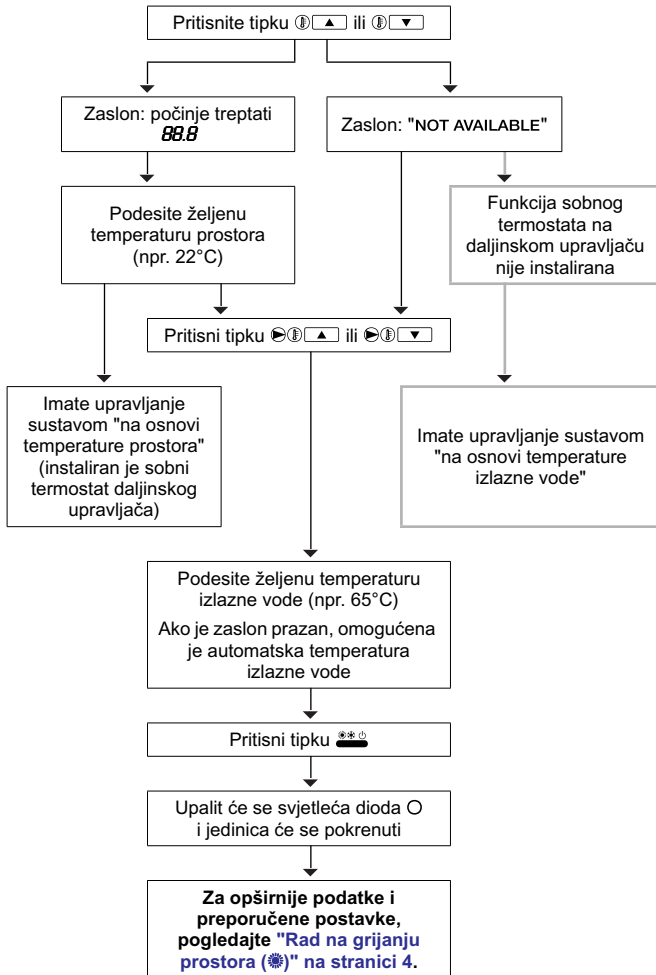 Pritisnite tipku ▲ ili ▼
Zaslon: počinje treptati
88.8
Zaslon: "NOT AVAILABLE"
Podesite željenu
temperaturu prostora
(npr. 22°C)
Funkcija sobnog
termostata na
daljinskom upravljaču
nije instalirana
Pritisni tipku ▲ ili ▼
Imate upravljanje
sustavom "na osnovi
temperature prostora"
(instaliran je sobni
termostat daljinskog
upravljača)
Imate upravljanje sustavom
"na osnovi temperature
izlazne vode"
Podesite željenu temperaturu
izlazne vode (npr. 65°C)
Ako je zaslon prazan, omogućena
je automatska temperatura
izlazne vode
Pritisni tipku
Upalit će se svjetleća dioda
i jedinica će se pokrenuti
Za opširnije podatke i
preporučene postavke,
pogledajte "Rad na grijanju
prostora ( )" na stranici 4.